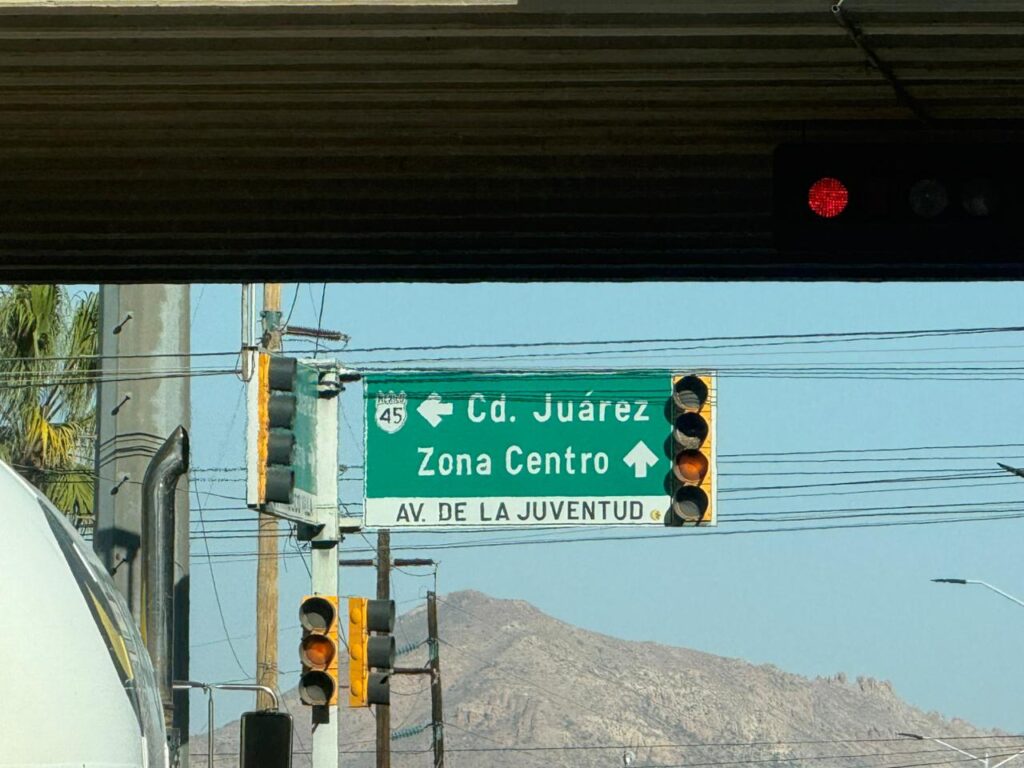 MEXICO
45
← Cd. Juárez
Zona Centro ↑
AV. DE LA JUVENTUD